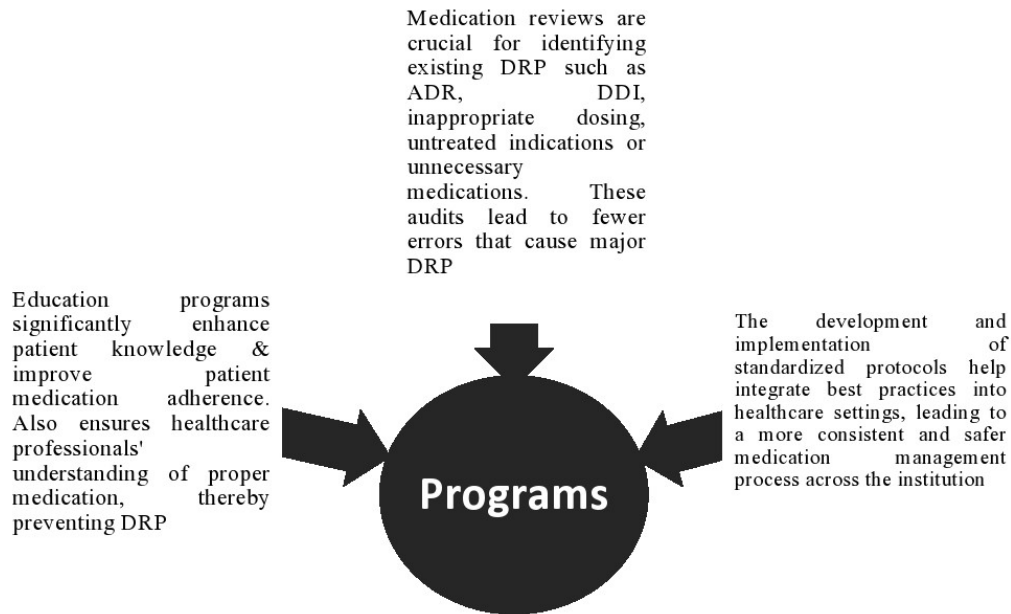 Medication reviews are
crucial for identifying
existing DRP such as
ADR, DDI,
inappropriate dosing,
untreated indications or
unnecessary
medications. These
audits lead to fewer
errors that cause major
DRP
Education programs
significantly enhance
patient knowledge &
improve patient
medication adherence.
Also ensures healthcare
professionals'
understanding of proper
medication, thereby
preventing DRP
The development and
implementation of
standardized protocols help
integrate best practices into
healthcare settings, leading to
a more consistent and safer
medication management
process across the institution
Programs